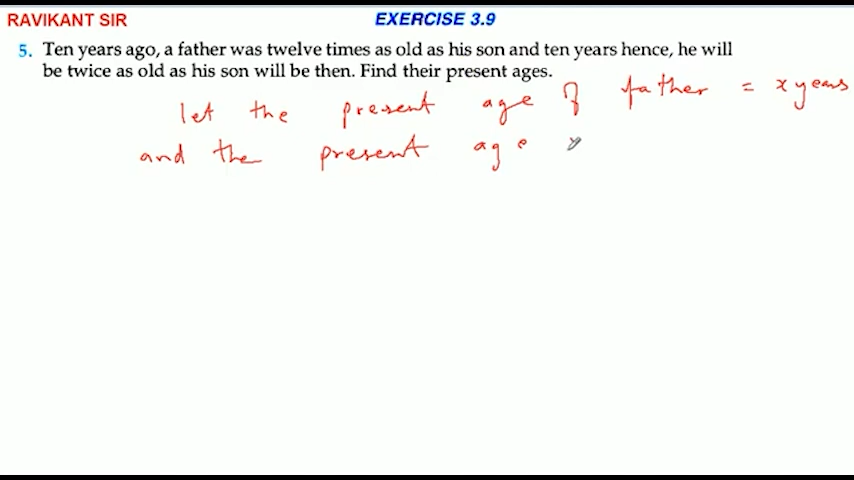 RAVIKANT SIR
EXERCISE 3.9
5. Ten years ago, a father was twelve times as old as his son and ten years hence, he will
be twice as old as his son will be then. Find their present ages.
let the present age of father = x years
and the present age